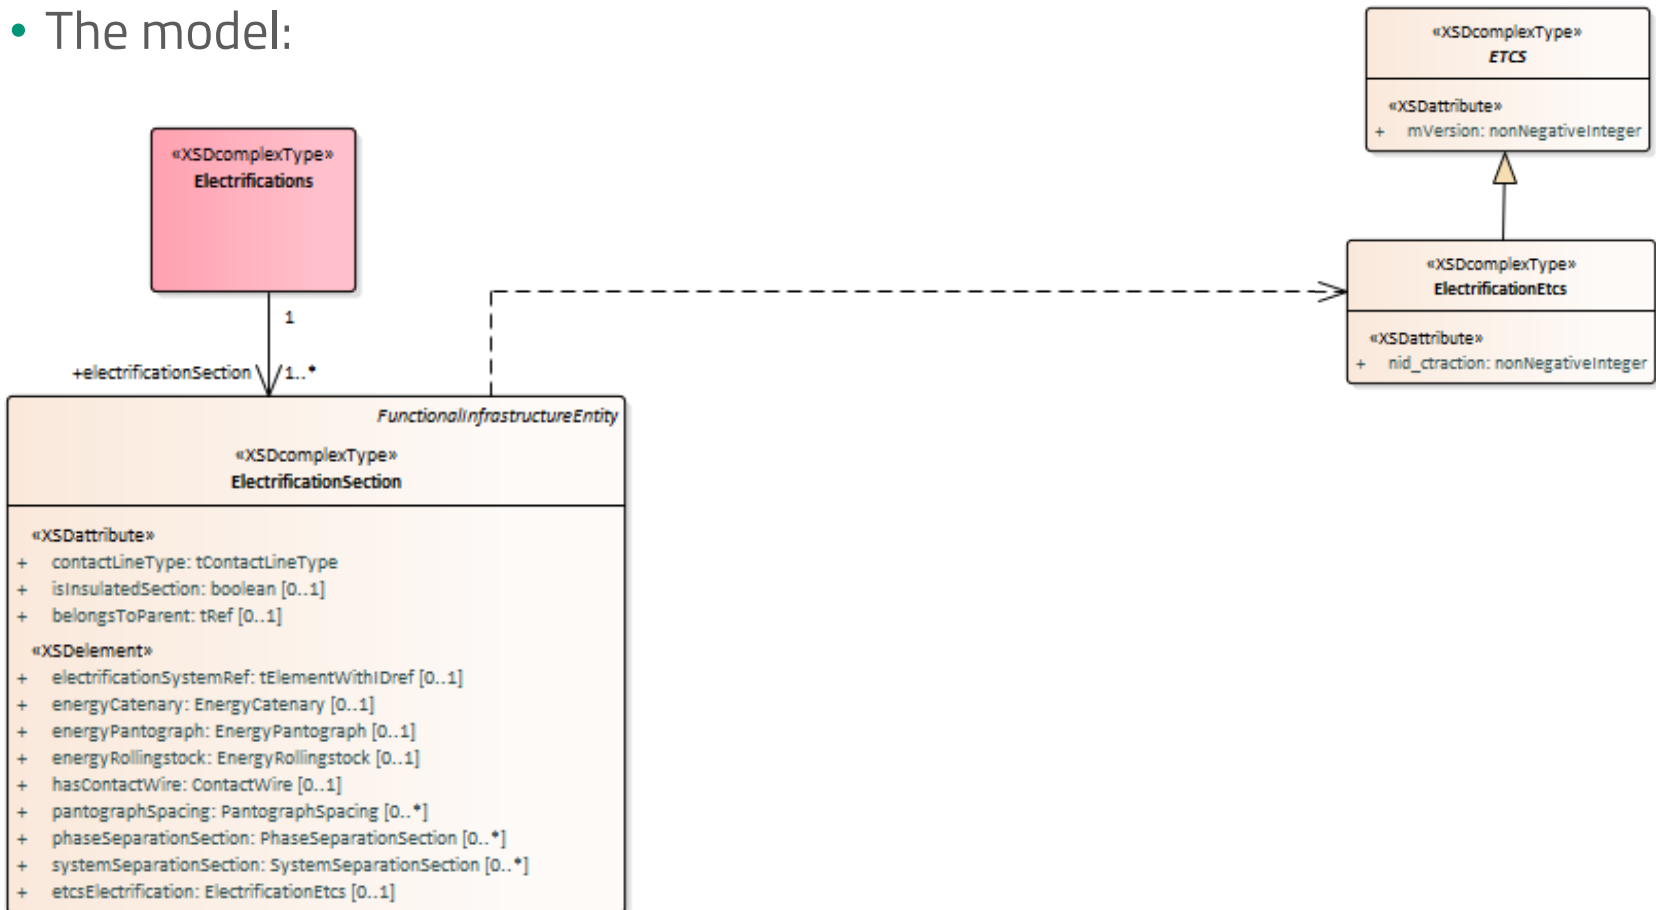 • The model:
«XSDcomplexType»
ETCS
«XSDattribute»
+ mVersion: nonNegativeInteger
«XSDcomplexType»
Electrifications
1
+electrificationSection
1..*
«XSDcomplexType»
ElectrificationEtcs
«XSDattribute»
+ nid_ctraction: nonNegativeInteger
FunctionalInfrastructureEntity
«XSDcomplexType»
ElectrificationSection
«XSDattribute»
+ contactLineType: tContactLineType
+ isInsulatedSection: boolean [0..1]
+ belongsToParent: tRef [0..1]
«XSDelement»
+ electrificationSystemRef: tElementWithIDref [0..1]
+ energyCatenary: EnergyCatenary [0..1]
+ energyPantograph: EnergyPantograph [0..1]
+ energyRollingstock: EnergyRollingstock [0..1]
+ hasContactWire: ContactWire [0..1]
+ pantographSpacing: PantographSpacing [0..*]
+ phaseSeparationSection: PhaseSeparationSection [0..*]
+ systemSeparationSection: SystemSeparationSection [0..*]
+ etcsElectrification: ElectrificationEtcs [0..1]